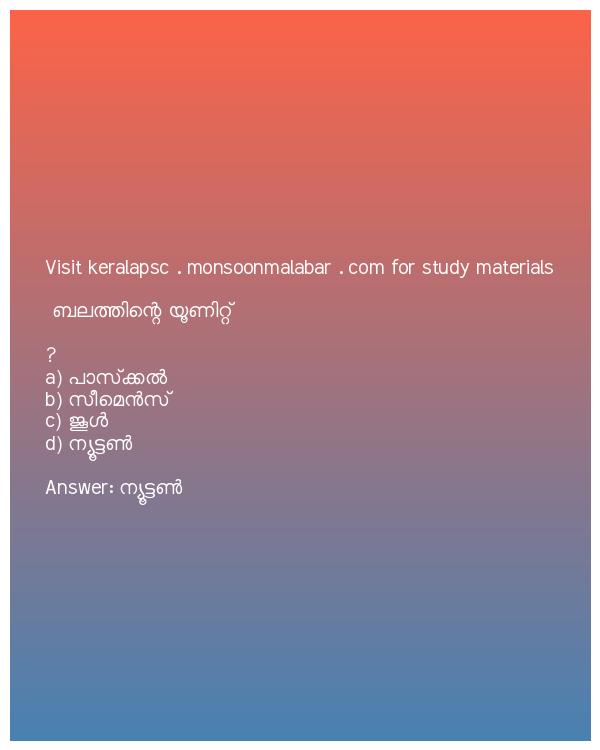 Visit keralapsc . monsoonmalabar . com for study materials
ബലത്തിന്റെ യൂണിറ്റ്
?
a) പാസ്ക്കൽ
b) സീമെൻസ്
c) ജൂൾ
d) ന്യൂട്ടൺ
Answer: ന്യൂട്ടൺ